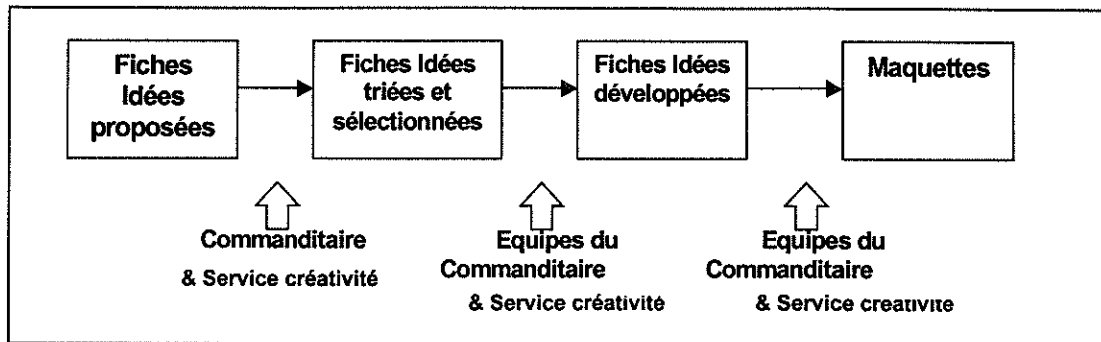 Fiches
Idées
proposées
Fiches Idées
triées et
sélectionnées
Fiches Idées
développées
Maquettes
Commanditaire
& Service créativité
Equipes du
Commanditaire
& Service créativité
Equipes du
Commanditaire
& Service creativite